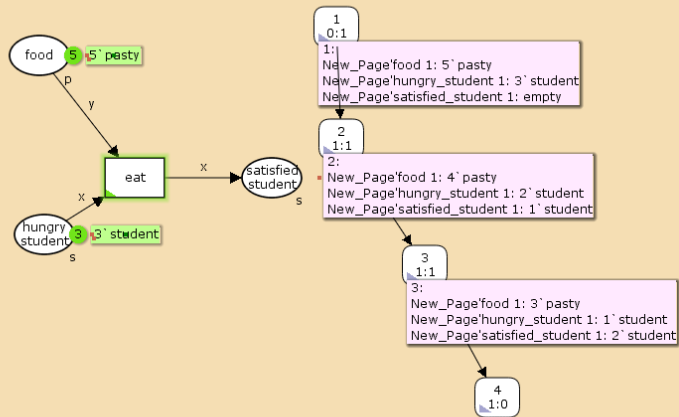 food
5
5`pasty
p
y
eat
x
satisfied
student
s
x
hungry
student
3
3`student
s
1
0:1
1:
New_Page'food 1: 5`pasty
New_Page'hungry_student 1: 3`student
New_Page'satisfied_student 1: empty
2
1:1
2:
New_Page'food 1: 4`pasty
New_Page'hungry_student 1: 2`student
New_Page'satisfied_student 1: 1`student
3
1:1
3:
New_Page'food 1: 3`pasty
New_Page'hungry_student 1: 1`student
New_Page'satisfied_student 1: 2`student
4
1:0